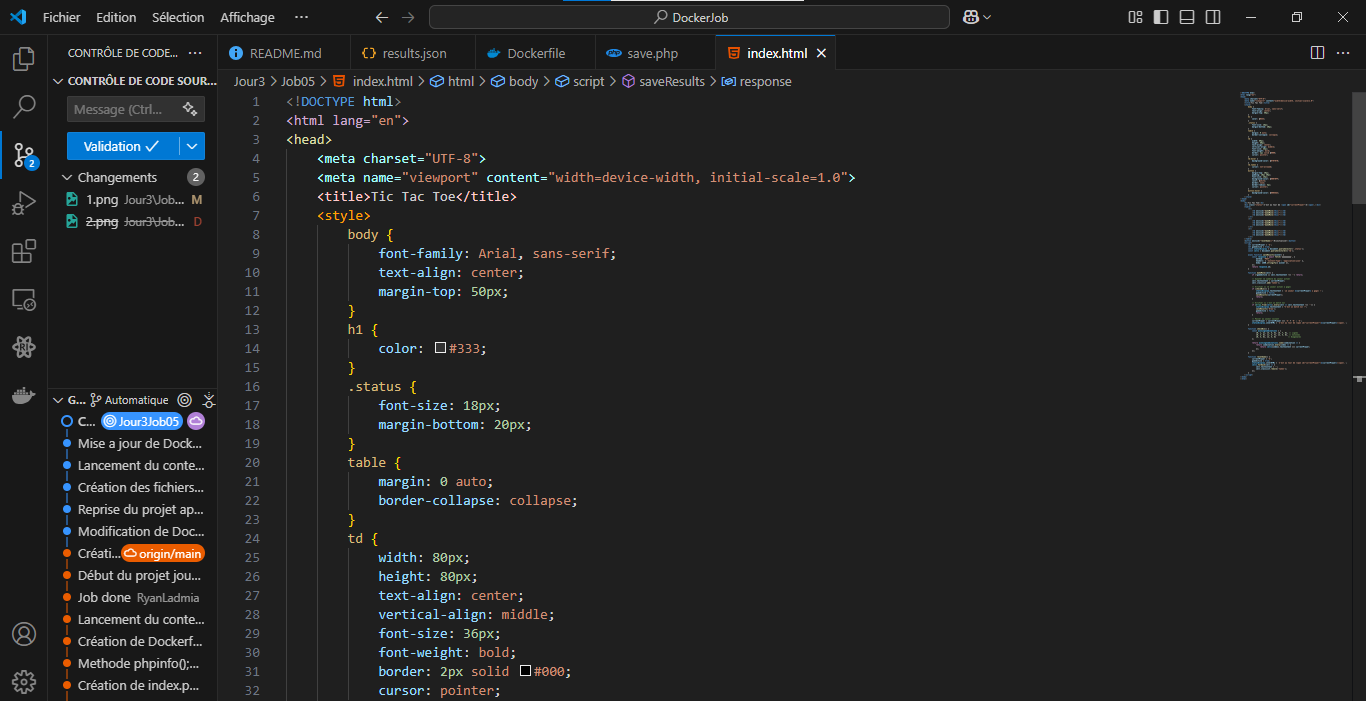 Fichier Edition Sélection Affichage ··· DockerJob
CONTRÔLE DE CODE... ···
README.md results.json Dockerfile save.php index.html
CONTRÔLE DE CODE SOUR...
Jour3 > Job05 > index.html > html > body > script > saveResults > response
Message (Ctrl...
Validation
Changements 2
1.png Jour3\Job... M
2.png Jour3\Job... D
2
G... Automatique
C... Jour3Job05
Mise a jour de Dock...
Lancement du conte...
Création des fichiers...
Reprise du projet ap...
Modification de Doc...
Créati... origin/main
Début du projet jou...
Job done RyanLadmia
Lancement du conte...
Création de Dockerf...
Methode phpinfo();...
Création de index.p...
1 <!DOCTYPE html>
2 <html lang="en">
3 <head>
4 <meta charset="UTF-8">
5 <meta name="viewport" content="width=device-width, initial-scale=1.0">
6 <title>Tic Tac Toe</title>
7 <style>
8 body {
9 font-family: Arial, sans-serif;
10 text-align: center;
11 margin-top: 50px;
12 }
13 h1 {
14 color: #333;
15 }
16 .status {
17 font-size: 18px;
18 margin-bottom: 20px;
19 }
20 table {
21 margin: 0 auto;
22 border-collapse: collapse;
23 }
24 td {
25 width: 80px;
26 height: 80px;
27 text-align: center;
28 vertical-align: middle;
29 font-size: 36px;
30 font-weight: bold;
31 border: 2px solid #000;
32 cursor: pointer;